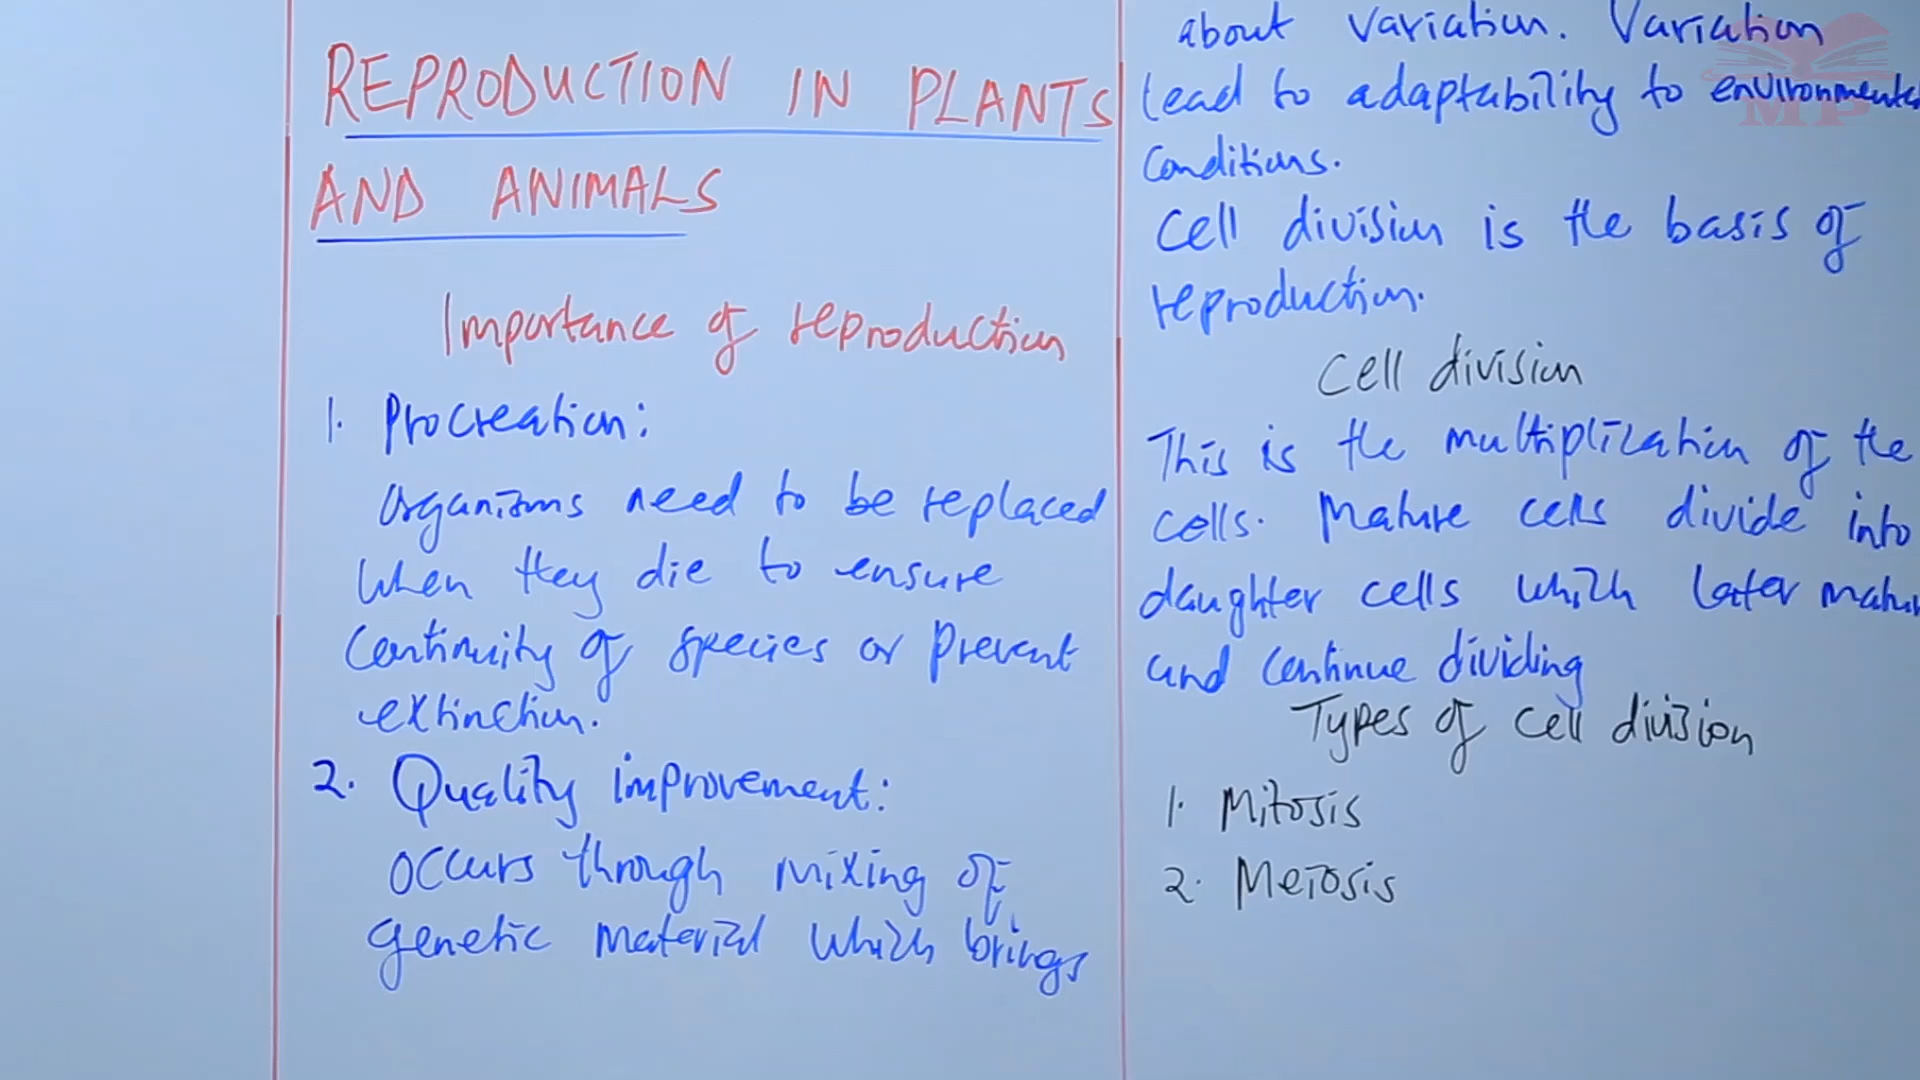 REPRODUCTION IN PLANTS
AND ANIMALS
Importance of reproduction
1. Procreation:
Organisms need to be replaced
when they die to ensure
continuity of species or prevent
extinction.
2. Quality improvement:
occurs through mixing of
genetic material which brings
about variation. Variation
lead to adaptability to environmental
conditions.
Cell division is the basis of
reproduction.
Cell division
This is the multiplication of the
cells. Mature cells divide into
daughter cells which later mature
and continue dividing
Types of cell division
1. Mitosis
2. Meiosis
MP